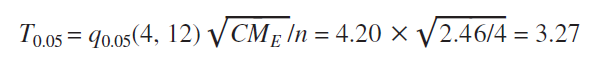 T0.05 = q0.05(4, 12) √CME/n = 4.20 × √2.46/4 = 3.27